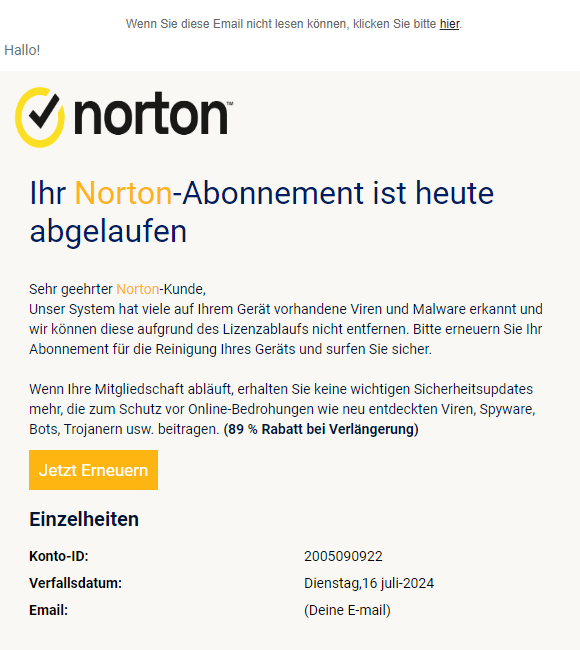 Wenn Sie diese Email nicht lesen können, klicken Sie bitte hier.
Hallo!
norton™
Ihr Norton-Abonnement ist heute
abgelaufen
Sehr geehrter Norton-Kunde,
Unser System hat viele auf Ihrem Gerät vorhandene Viren und Malware erkannt und
wir können diese aufgrund des Lizenzablaufs nicht entfernen. Bitte erneuern Sie Ihr
Abonnement für die Reinigung Ihres Geräts und surfen Sie sicher.
Wenn Ihre Mitgliedschaft abläuft, erhalten Sie keine wichtigen Sicherheitsupdates
mehr, die zum Schutz vor Online-Bedrohungen wie neu entdeckten Viren, Spyware,
Bots, Trojanern usw. beitragen. (89 % Rabatt bei Verlängerung)
Jetzt Erneuern
Einzelheiten
Konto-ID: 2005090922
Verfallsdatum: Dienstag,16 juli-2024
Email: (Deine E-mail)